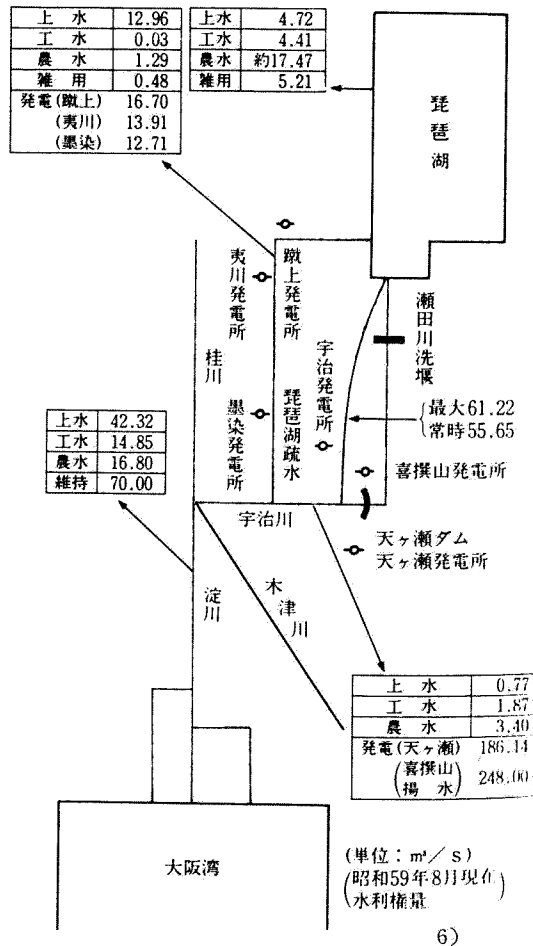 上水 12.96
工水 0.03
農水 1.29
雑用 0.48
発電(蹴上) 16.70
(夷川) 13.91
(墨染) 12.71
上水 4.72
工水 4.41
農水 約17.47
雑用 5.21
琵琶湖
夷川発電所
蹴上発電所
瀬田川洗堰
桂川
宇治発電所
墨染発電所
琵琶湖疏水
最大61.22
常時55.65
喜撰山発電所
上水 42.32
工水 14.85
農水 16.80
維持 70.00
宇治川
天ヶ瀬ダム
天ヶ瀬発電所
淀川
木津川
上水 0.77
工水 1.87
農水 3.40
発電(天ヶ瀬) 186.14
(喜撰山揚水) 248.00
大阪湾
(単位:m³/s)
(昭和59年8月現在
水利権量)
6)